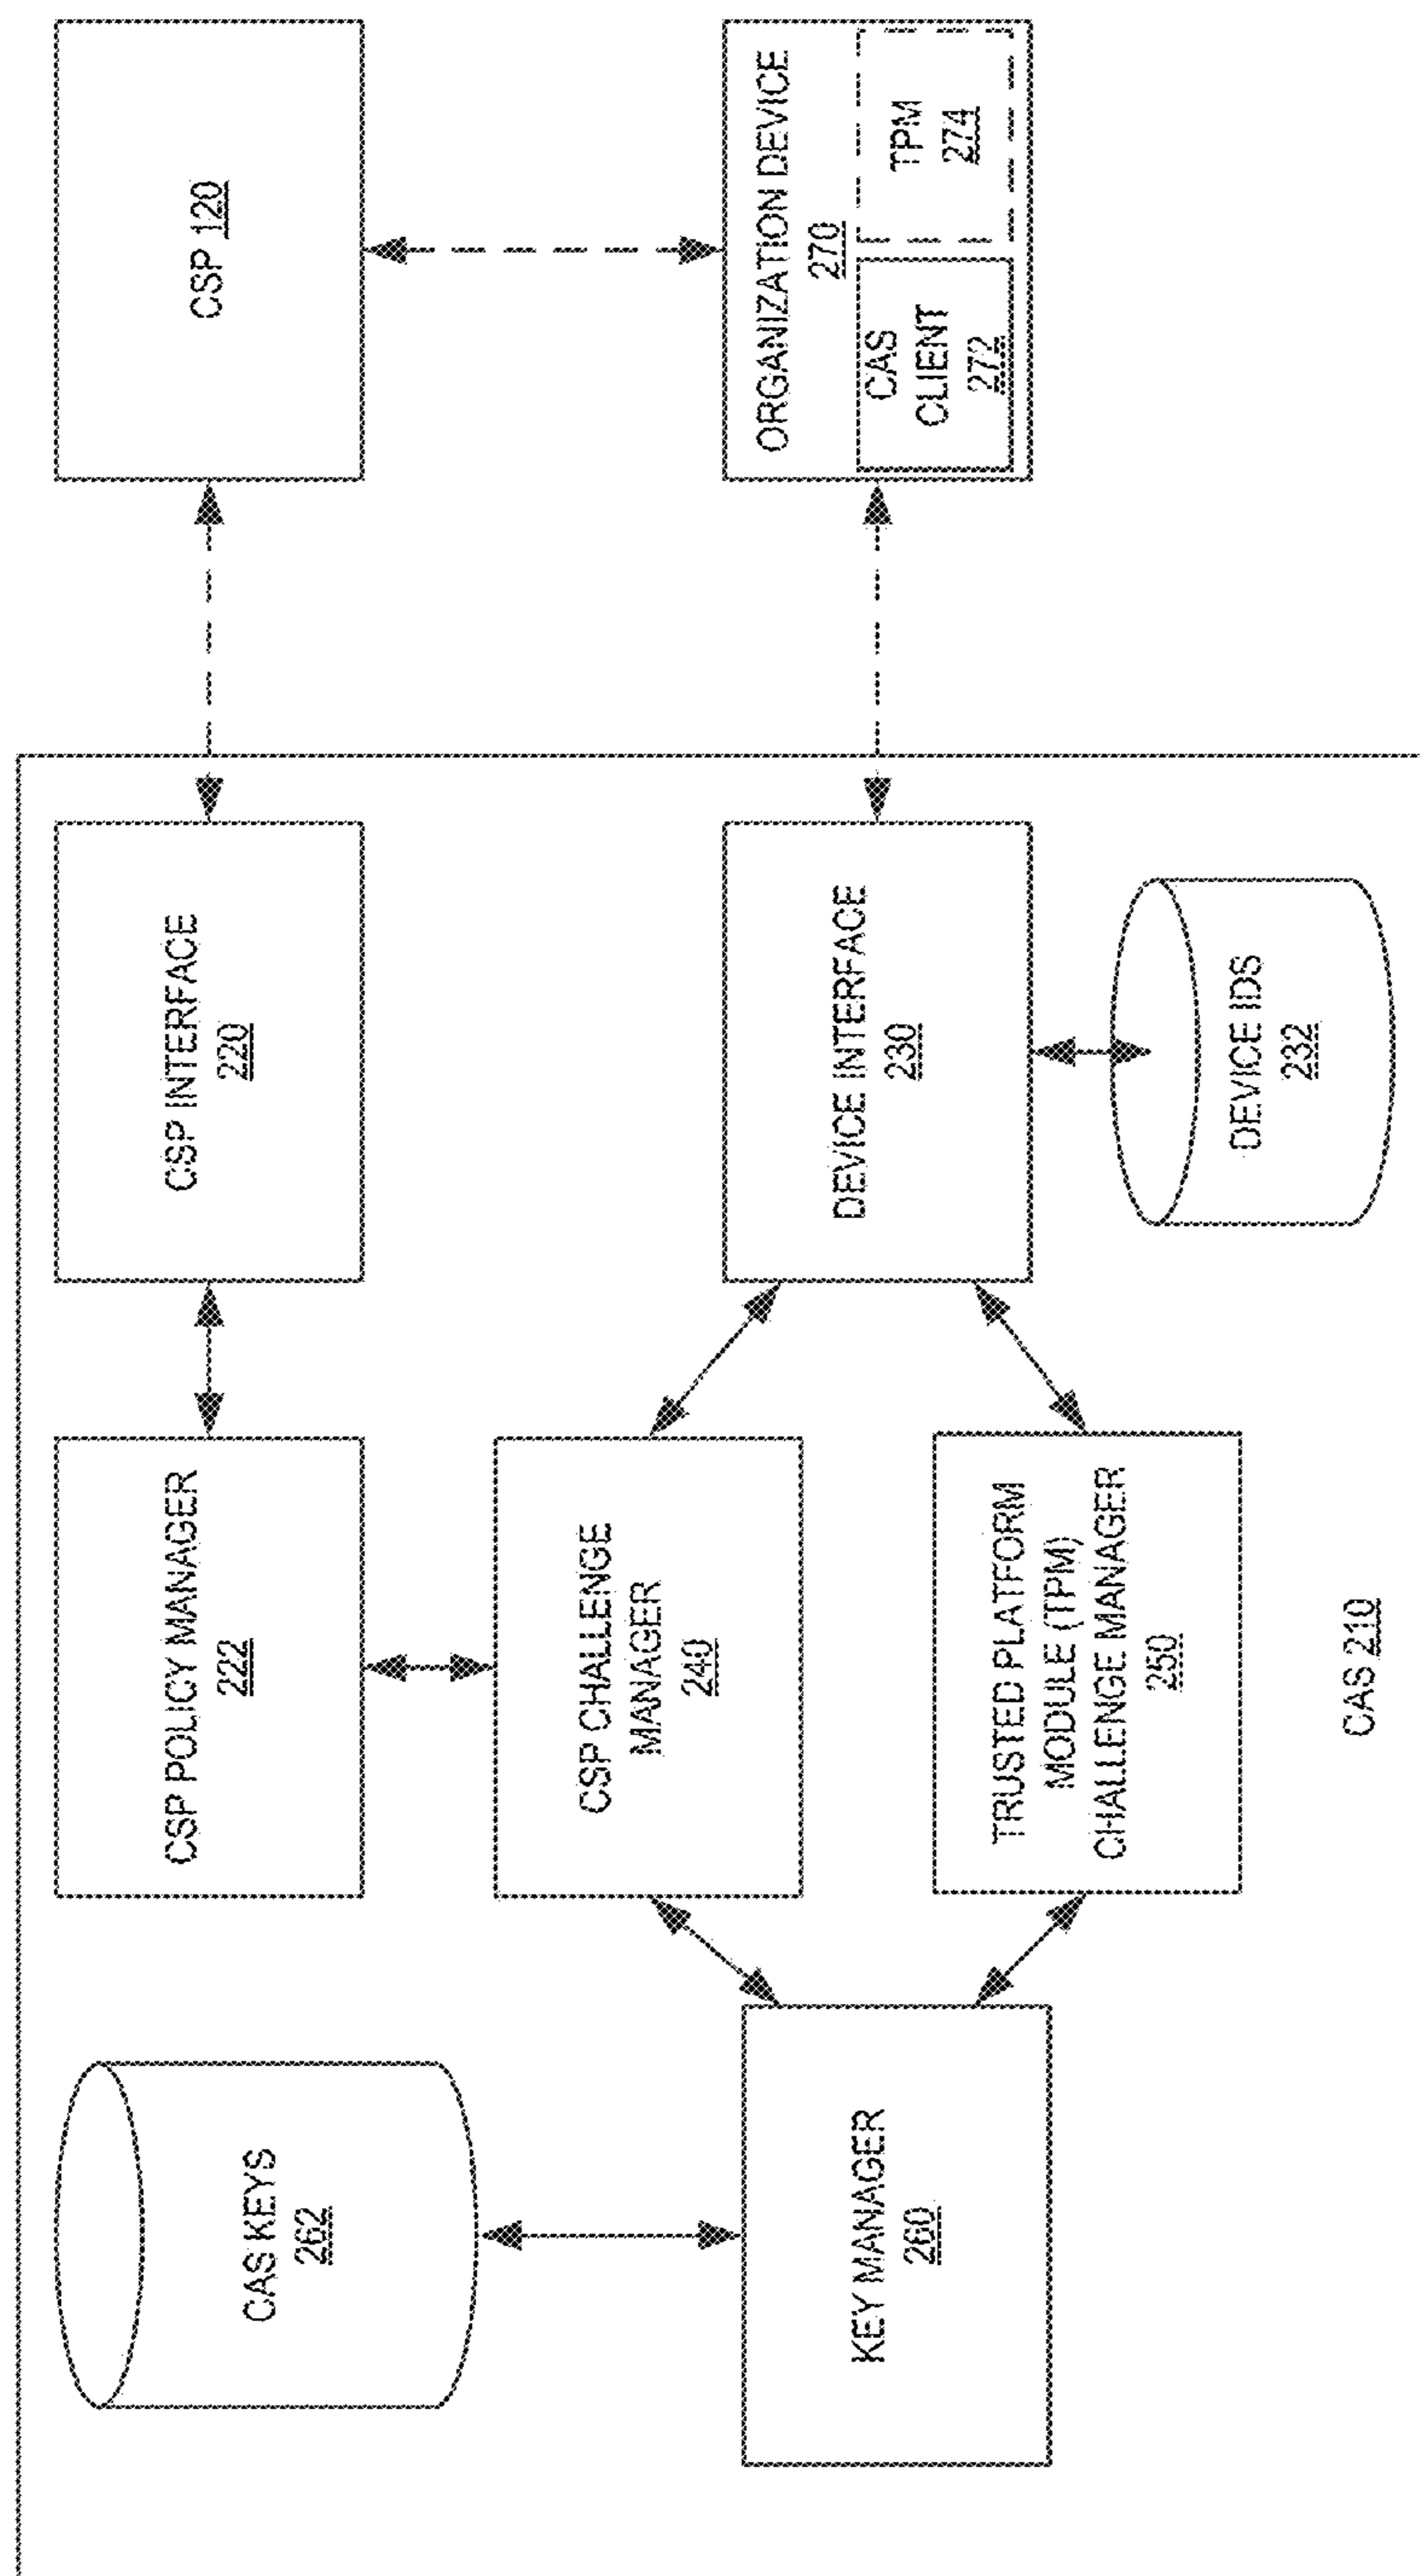 CAS KEYS
262
CSP POLICY MANAGER
222
CSP INTERFACE
220
CSP 120
CSP CHALLENGE
MANAGER
240
KEY MANAGER
260
DEVICE INTERFACE
230
ORGANIZATION DEVICE
270
CAS
CLIENT
272
TPM
274
TRUSTED PLATFORM
MODULE (TPM)
CHALLENGE MANAGER
250
DEVICE IDS
232
CAS 210